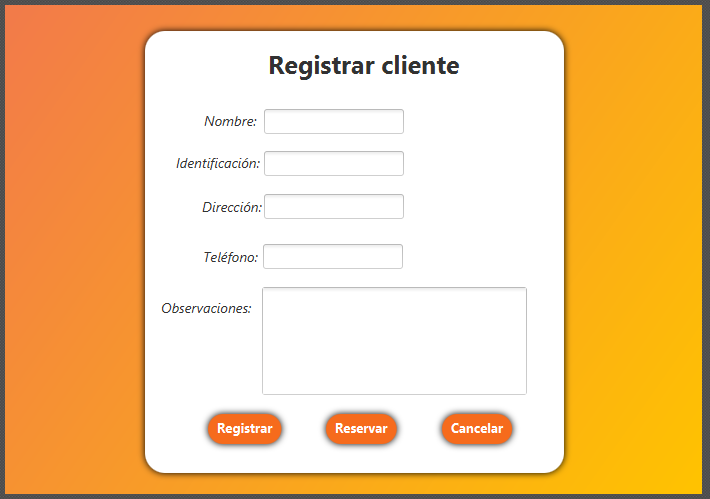 Registrar cliente
Nombre:
Identificación:
Dirección:
Teléfono:
Observaciones:
Registrar Reservar Cancelar